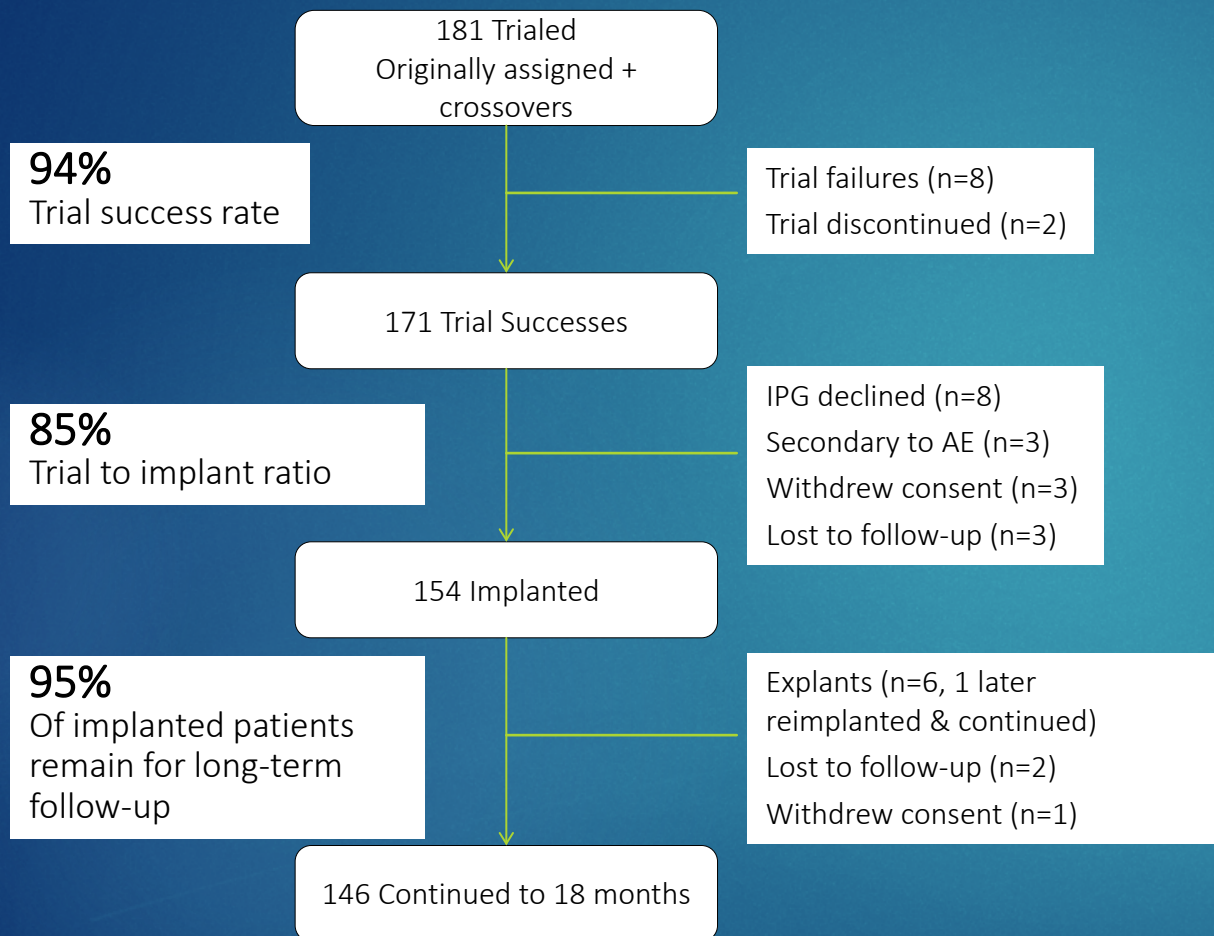 181 Trialed
Originally assigned +
crossovers
94%
Trial success rate
Trial failures (n=8)
Trial discontinued (n=2)
171 Trial Successes
85%
Trial to implant ratio
IPG declined (n=8)
Secondary to AE (n=3)
Withdrew consent (n=3)
Lost to follow-up (n=3)
154 Implanted
95%
Of implanted patients
remain for long-term
follow-up
Explants (n=6, 1 later
reimplanted & continued)
Lost to follow-up (n=2)
Withdrew consent (n=1)
146 Continued to 18 months